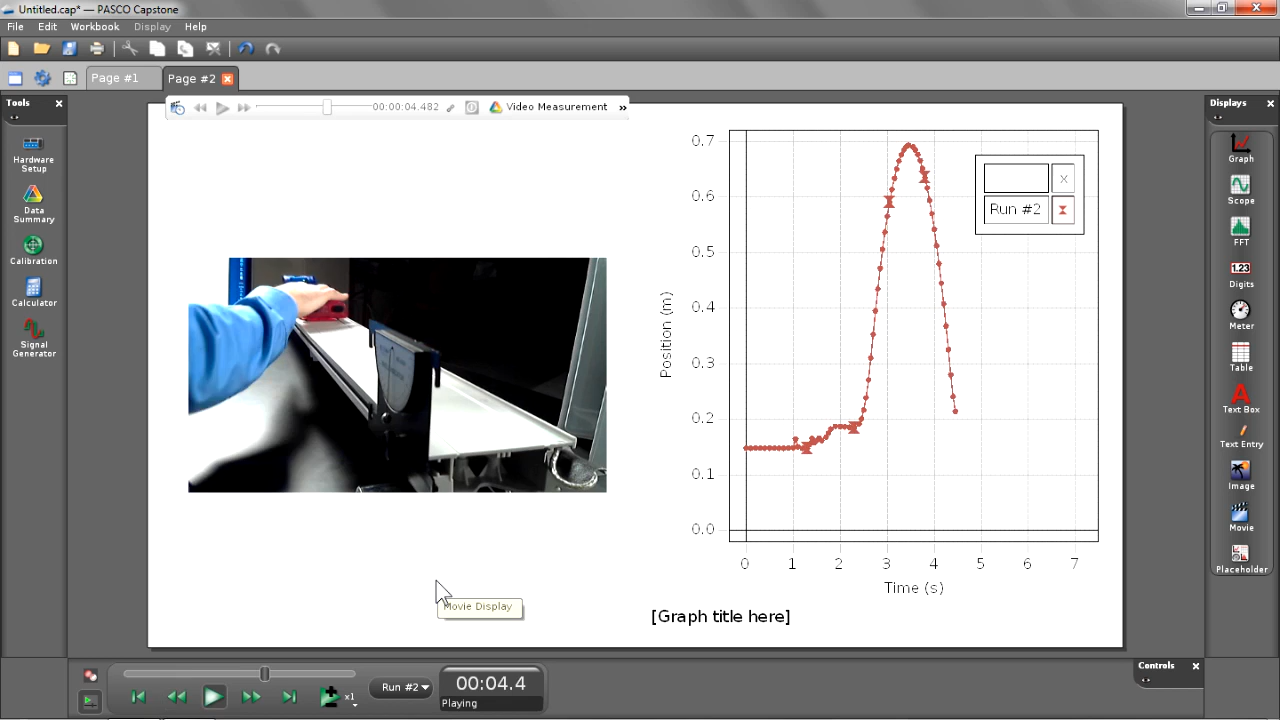 Untitled.cap* — PASCO Capstone
File Edit Workbook Display Help
Page #1 Page #2
Tools
Hardware
Setup
Data
Summary
Calibration
Calculator
Signal
Generator
00:00:04.482 Video Measurement »
0.7
0.6
0.5
0.4
0.3
0.2
0.1
0.0
Position (m)
Run #2
0 1 2 3 4 5 6 7
Time (s)
[Graph title here]
Movie Display
Displays
Graph
Scope
FFT
1.23
Digits
Meter
Table
Text Box
Text Entry
Image
Movie
Placeholder
x1
Run #2
00:04.4
Playing
Controls